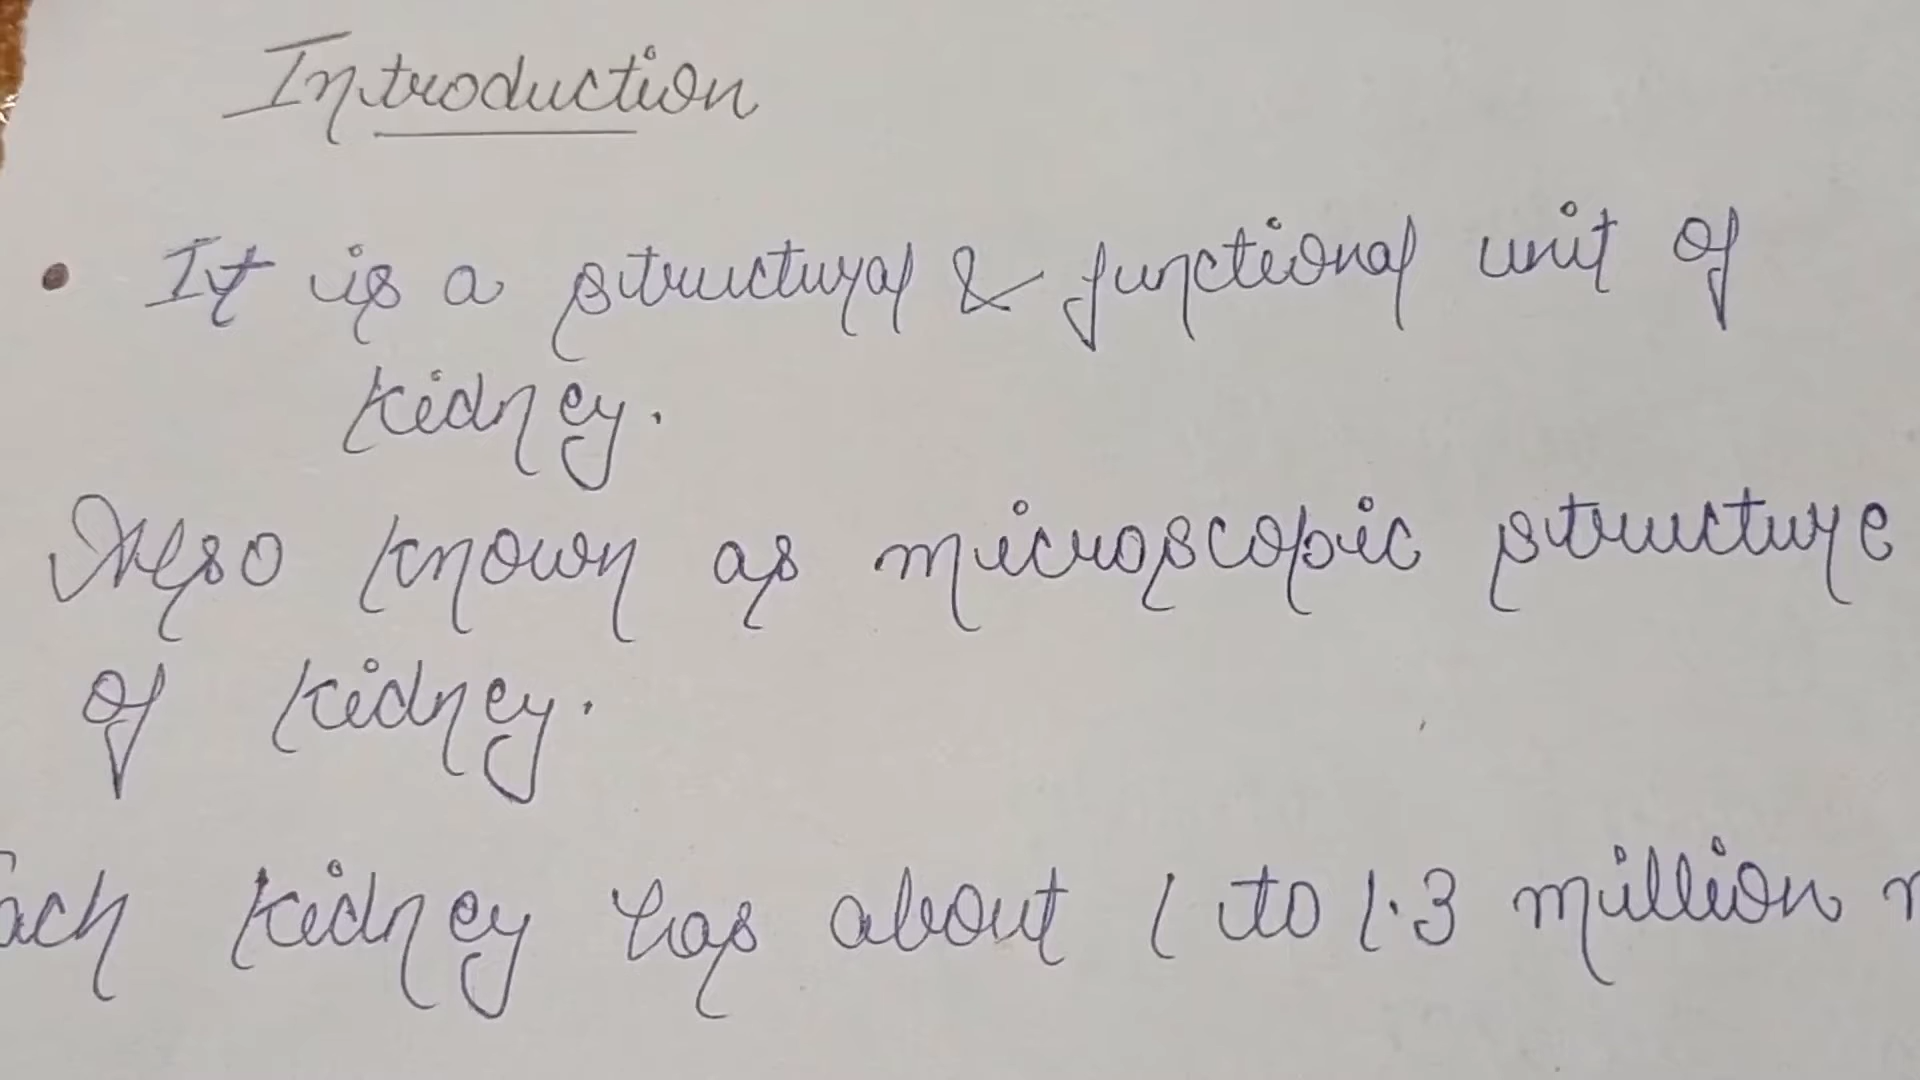 Introduction
• It is a structural & functional unit of
kidney.
Also known as microscopic structure
of kidney.
ach kidney has about 1 to 1.3 million